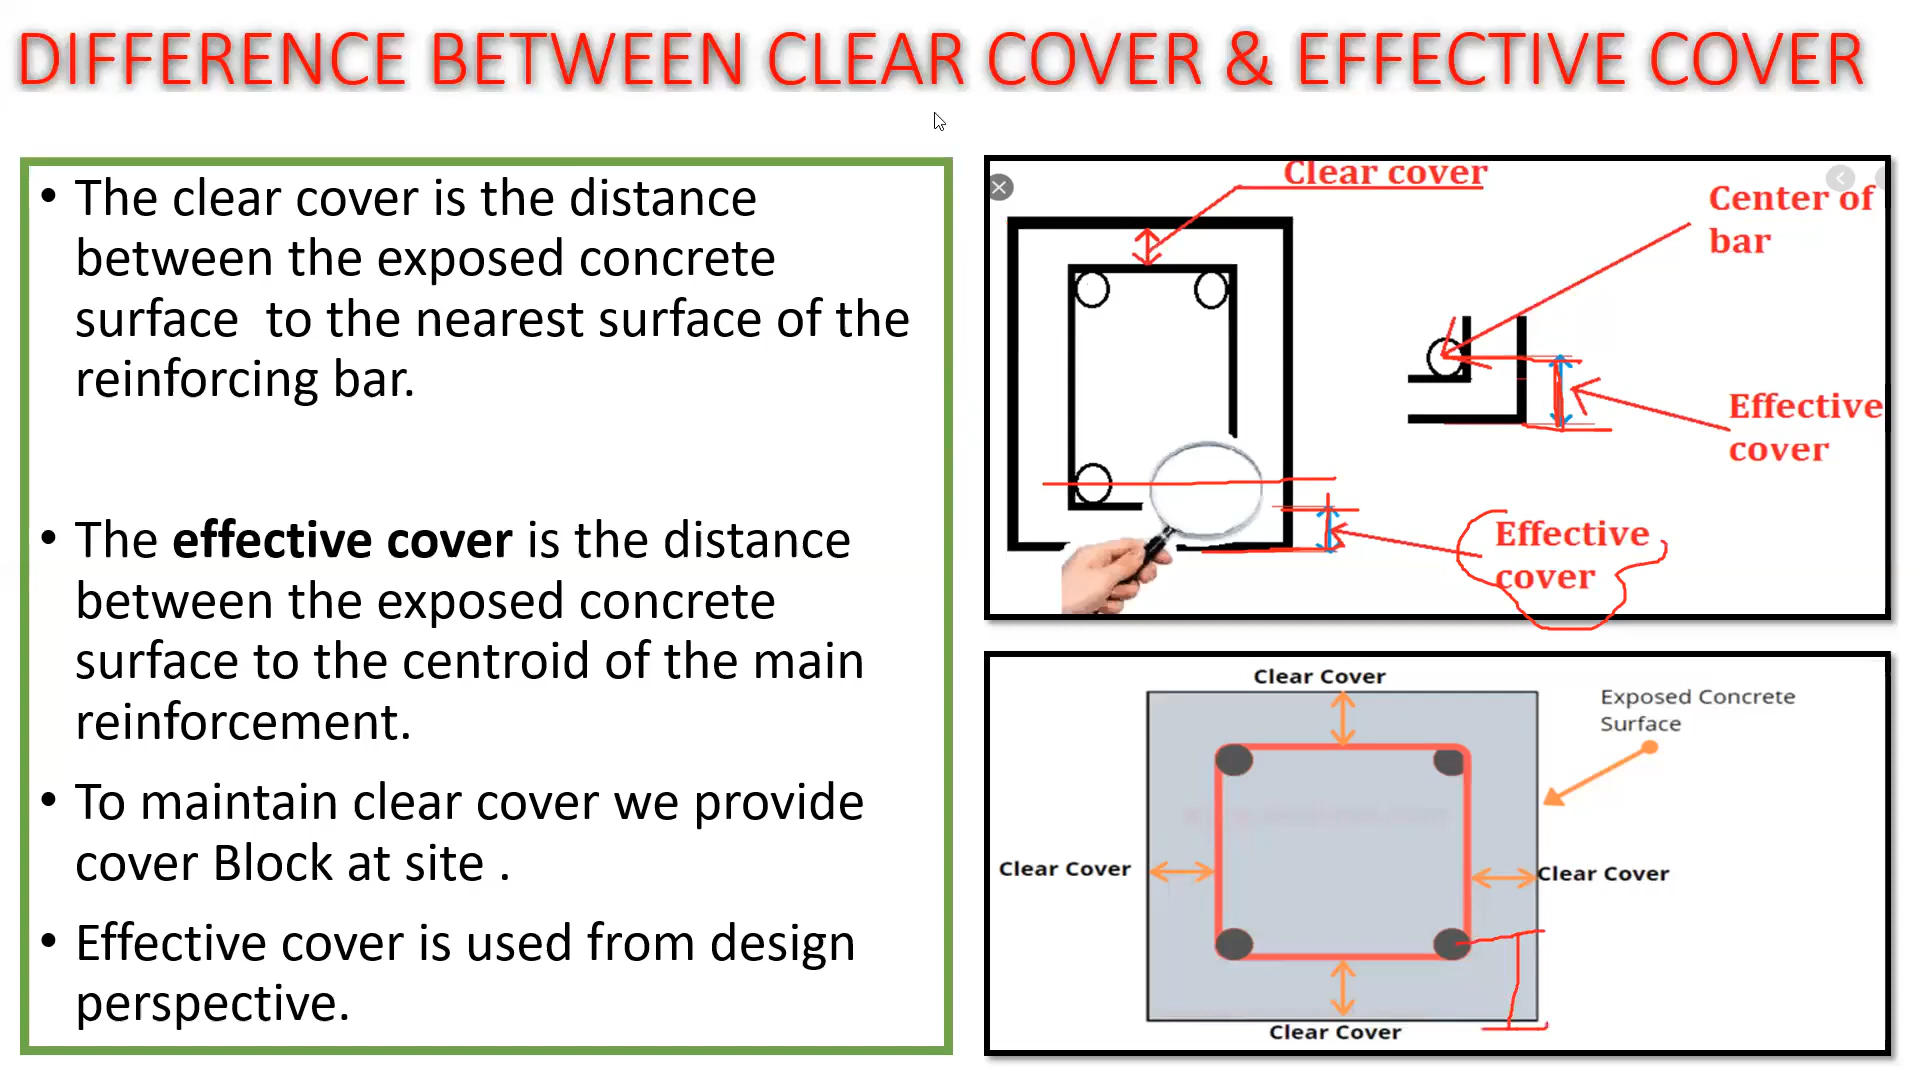 DIFFERENCE BETWEEN CLEAR COVER & EFFECTIVE COVER
• The clear cover is the distance
between the exposed concrete
surface to the nearest surface of the
reinforcing bar.
• The effective cover is the distance
between the exposed concrete
surface to the centroid of the main
reinforcement.
• To maintain clear cover we provide
cover Block at site .
• Effective cover is used from design
perspective.
Clear cover
Center of
bar
Effective
cover
Effective
cover
Clear Cover
Exposed Concrete
Surface
Clear Cover
Clear Cover
Clear Cover